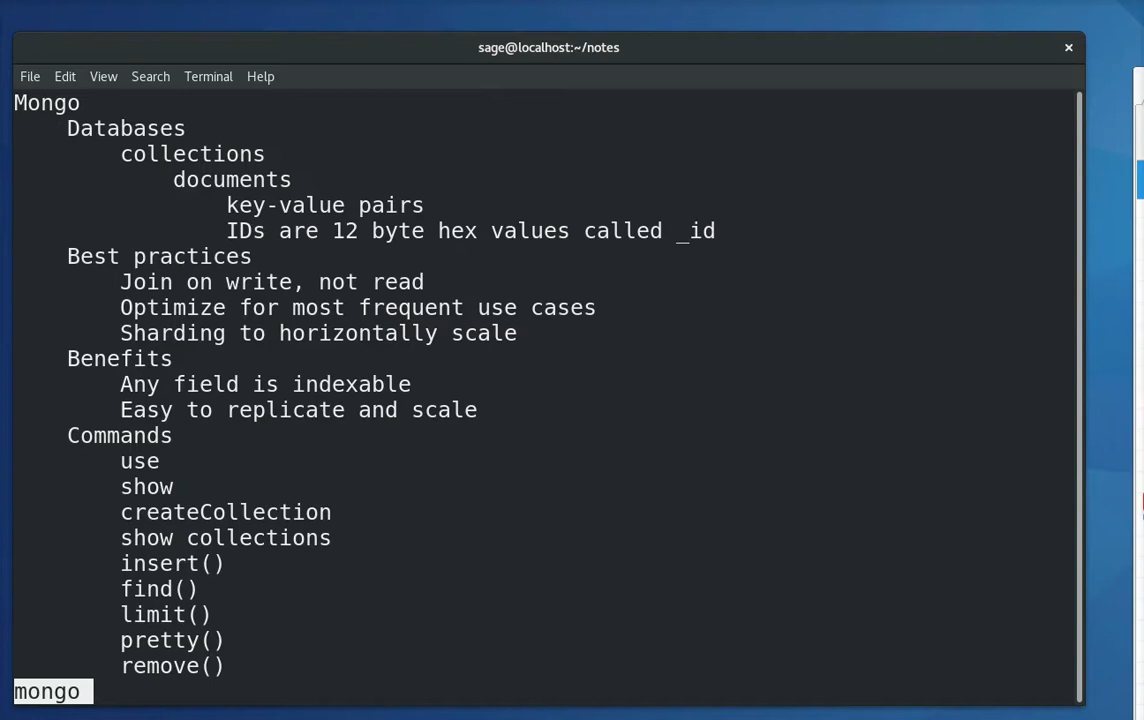 sage@localhost:~/notes
×
File Edit View Search Terminal Help
Mongo
    Databases
        collections
            documents
                key-value pairs
                IDs are 12 byte hex values called _id
    Best practices
        Join on write, not read
        Optimize for most frequent use cases
        Sharding to horizontally scale
    Benefits
        Any field is indexable
        Easy to replicate and scale
    Commands
        use
        show
        createCollection
        show collections
        insert()
        find()
        limit()
        pretty()
        remove()
mongo